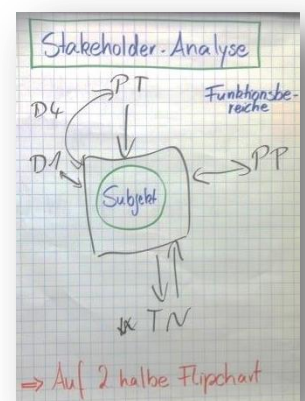 Stakeholder-Analyse
PT
Funktionsbe-
reiche
D4
D1
PP
Subjekt
TN
⇒ Auf 2 halbe Flipchart